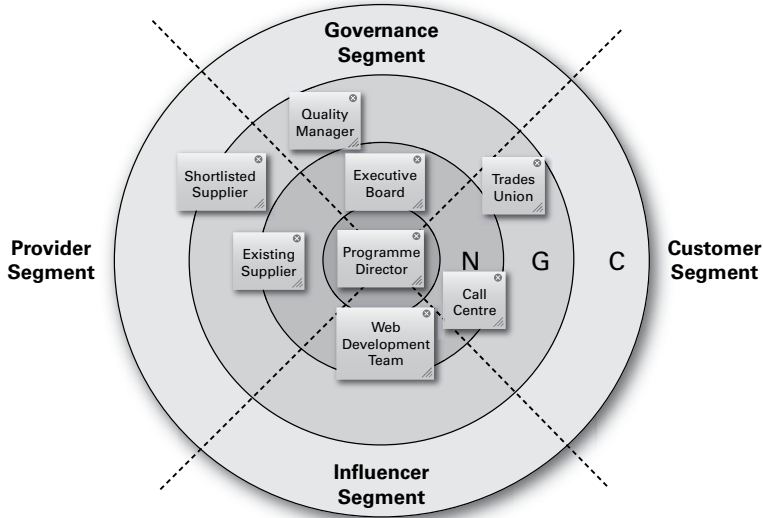 Governance
Segment
Quality
Manager
Shortlisted
Supplier
Executive
Board
Trades
Union
Provider
Segment
Existing
Supplier
Programme
Director
N
G
C
Customer
Segment
Call
Centre
Web
Development
Team
Influencer
Segment